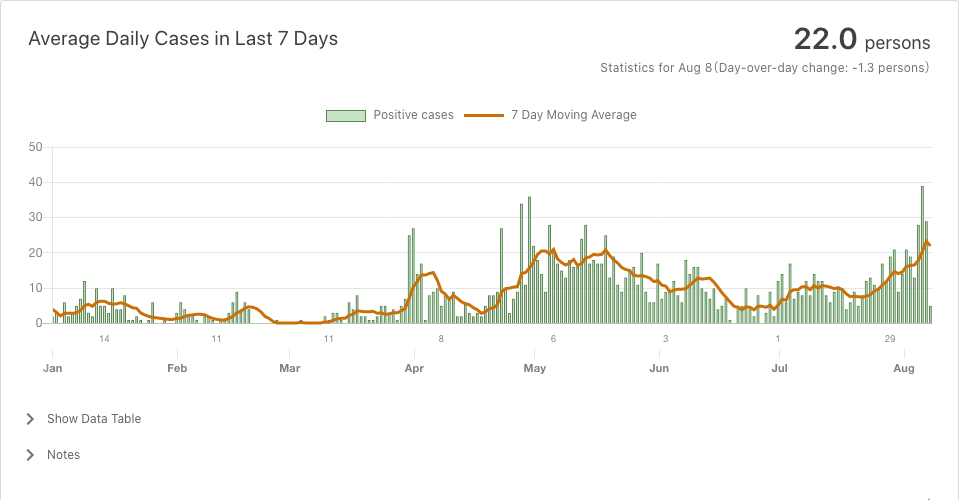 Average Daily Cases in Last 7 Days
22.0 persons
Statistics for Aug 8(Day-over-day change: -1.3 persons)
Positive cases 7 Day Moving Average
50
40
30
20
10
0
14 11 11 8 6 3 1 29
Jan Feb Mar Apr May Jun Jul Aug
Show Data Table
Notes